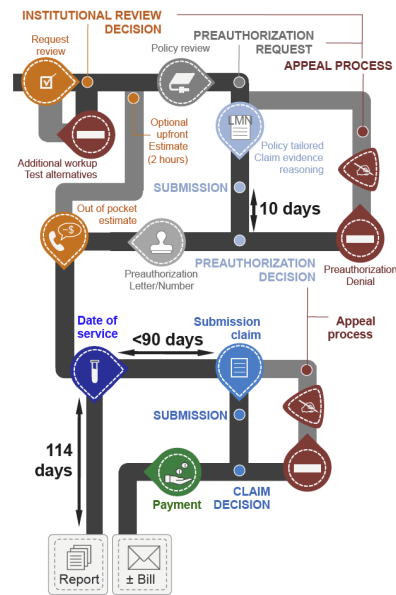 INSTITUTIONAL REVIEW
DECISION
Request
review
Policy review
PREAUTHORIZATION
REQUEST
APPEAL PROCESS
LMN
Optional
upfront
Estimate
(2 hours)
Policy tailored
Claim evidence
reasoning
Additional workup
Test alternatives
SUBMISSION
10 days
Out of pocket
estimate
-$
Preauthorization
Letter/Number
PREAUTHORIZATION
DECISION
Preauthorization
Denial
Date of
service
<90 days
Submission
claim
Appeal
process
SUBMISSION
114
days
Payment
CLAIM
DECISION
Report
± Bill